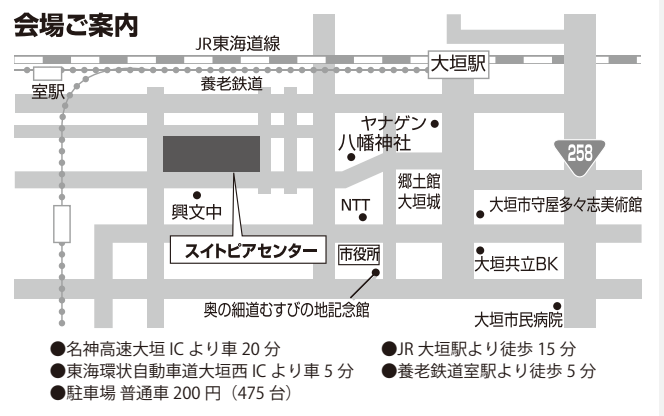 会場ご案内
JR東海道線
大垣駅
室駅
養老鉄道
ヤナゲン
八幡神社
258
郷土館
大垣城
NTT
大垣市守屋多々志美術館
興文中
スイトピアセンター
市役所
大垣共立BK
奥の細道むすびの地記念館
大垣市民病院
●名神高速大垣 IC より車 20 分
●JR 大垣駅より徒歩 15 分
●東海環状自動車道大垣西 IC より車 5 分
●養老鉄道室駅より徒歩 5 分
●駐車場 普通車 200 円（475 台）